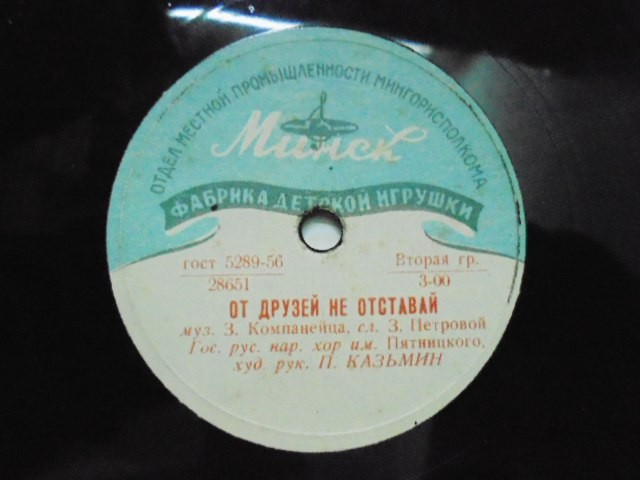 ОТДЕЛ МЕСТНОЙ ПРОМЫШЛЕННОСТИ МИНГОРИСПОЛКОМА
Минск
ФАБРИКА ДЕТСКОЙ ИГРУШКИ
гост 5289-56
28651
Вторая гр.
3-00
ОТ ДРУЗЕЙ НЕ ОТСТАВАЙ
муз. З. Компанейца, сл. З. Петровой
Гос. рус. нар. хор им. Пятницкого,
худ. рук. П. КАЗЬМИН